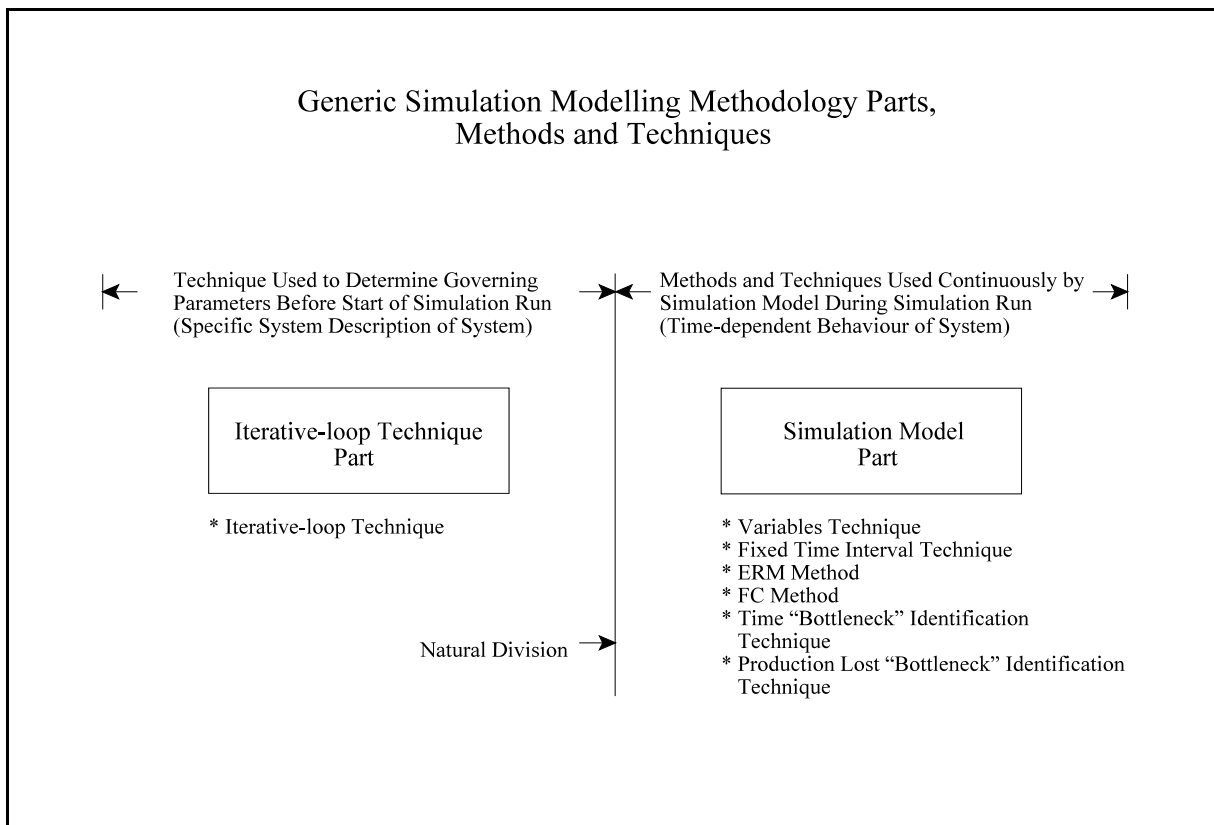 Generic Simulation Modelling Methodology Parts,
Methods and Techniques
Technique Used to Determine Governing
Parameters Before Start of Simulation Run
(Specific System Description of System)
Methods and Techniques Used Continuously by
Simulation Model During Simulation Run
(Time-dependent Behaviour of System)
Iterative-loop Technique
Part
* Iterative-loop Technique
Simulation Model
Part
* Variables Technique
* Fixed Time Interval Technique
* ERM Method
* FC Method
* Time “Bottleneck” Identification
Technique
* Production Lost “Bottleneck” Identification
Technique
Natural Division